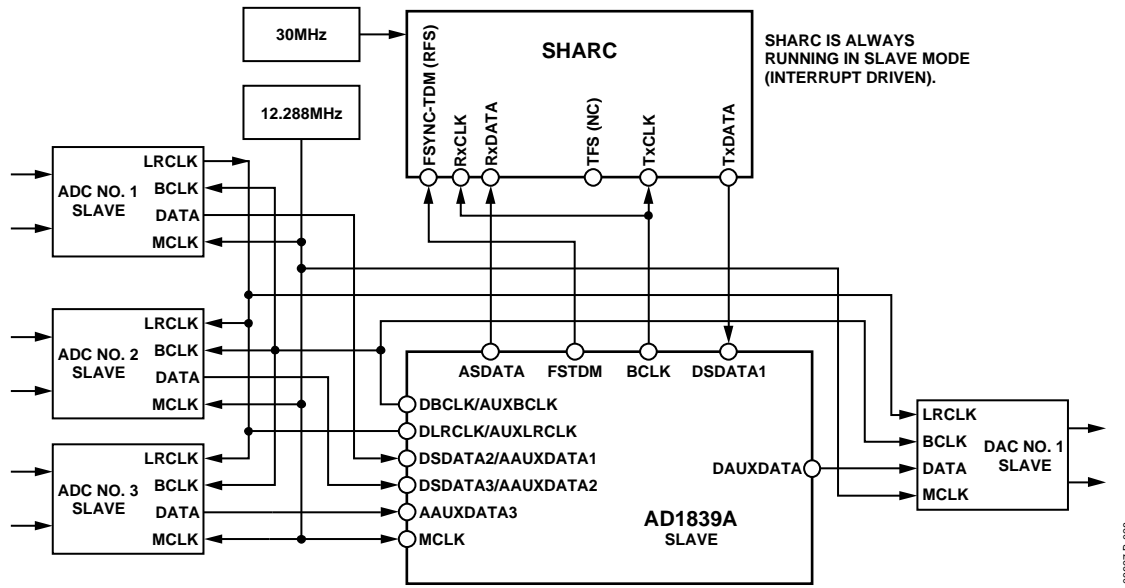 30MHz
12.288MHz
SHARC
SHARC IS ALWAYS
RUNNING IN SLAVE MODE
(INTERRUPT DRIVEN).
FSYNC-TDM (RFS)
RxCLK
RxDATA
TFS (NC)
TxCLK
TxDATA
ADC NO. 1
SLAVE
LRCLK
BCLK
DATA
MCLK
ADC NO. 2
SLAVE
LRCLK
BCLK
DATA
MCLK
ADC NO. 3
SLAVE
LRCLK
BCLK
DATA
MCLK
ASDATA
FSTDM
BCLK
DSDATA1
DBCLK/AUXBCLK
DLRCLK/AUXLRCLK
DSDATA2/AAUXDATA1
DSDATA3/AAUXDATA2
AAUXDATA3
MCLK
DAUXDATA
AD1839A
SLAVE
LRCLK
BCLK
DATA
MCLK
DAC NO. 1
SLAVE